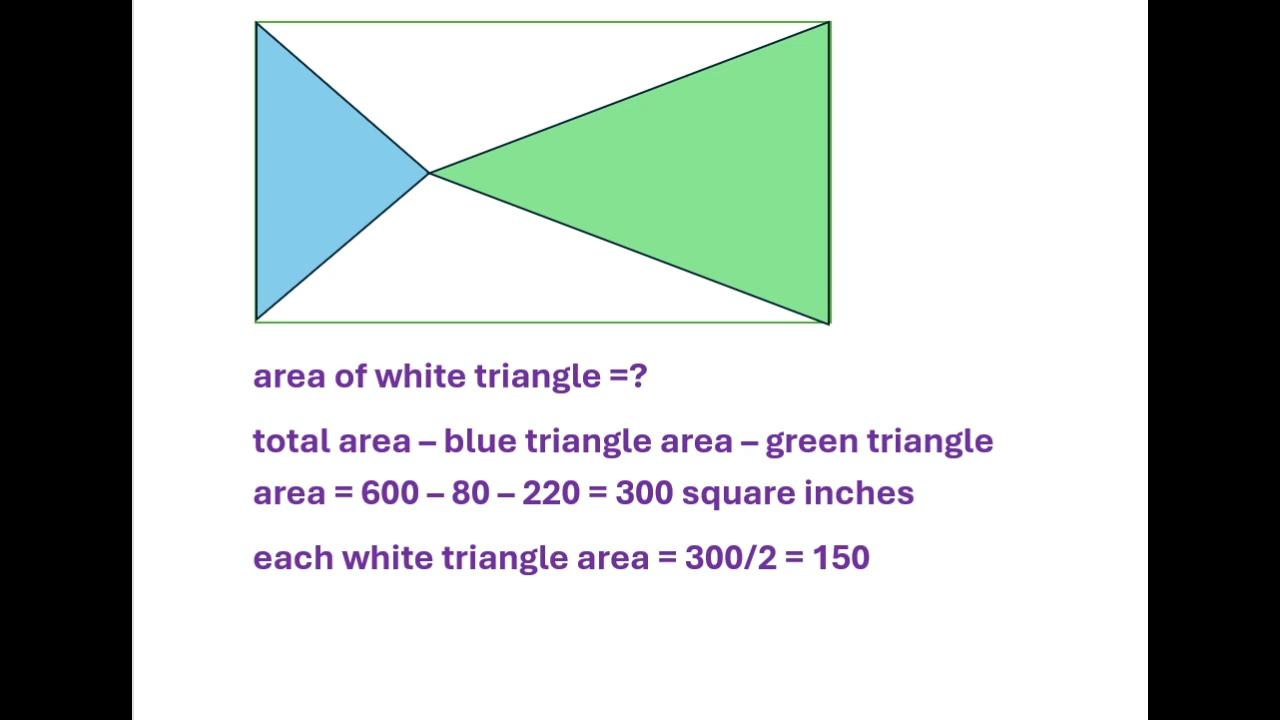 area of white triangle =?
total area – blue triangle area – green triangle
area = 600 – 80 – 220 = 300 square inches
each white triangle area = 300/2 = 150